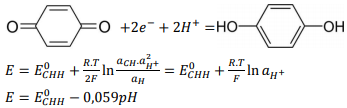 O= =O +2e⁻ + 2H⁺ =HO- -OH
E = E⁰CHH + R.T/2F ln aCH.a²H⁺/aH = E⁰CHH + R.T/F ln aH⁺
E = E⁰CHH − 0,059pH